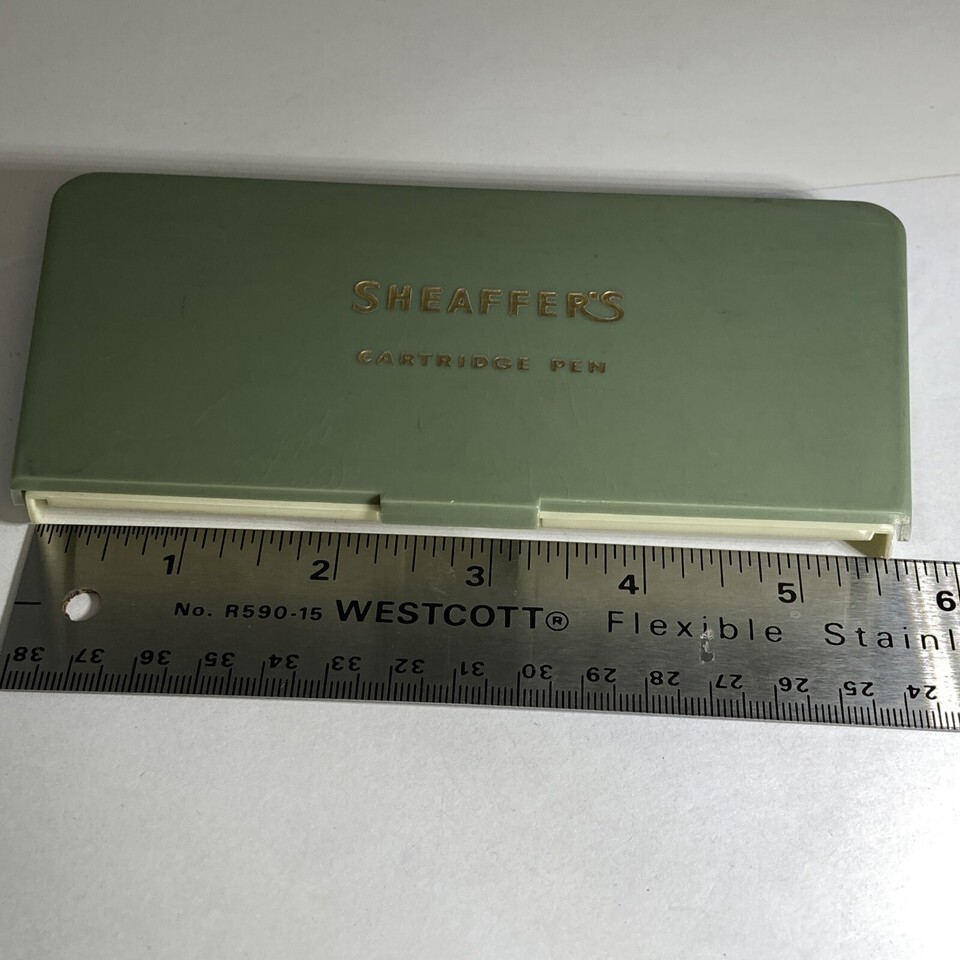 SHEAFFER'S
CARTRIDGE PEN
1 2 3 4 5 6
No. R590-15 WESTCOTT® Flexible Stainl
38 37 36 35 34 33 32 31 30 29 28 27 26 25 24